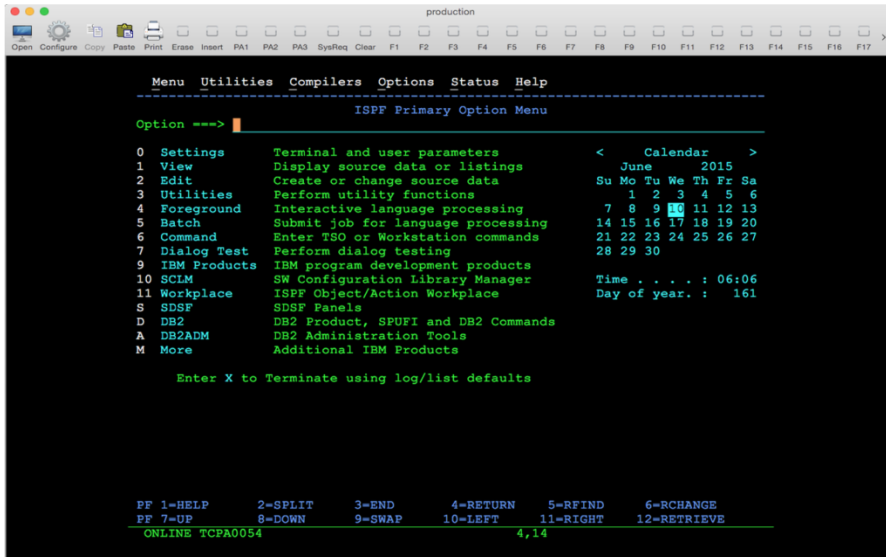 production
Open Configure Copy Paste Print Erase Insert PA1 PA2 PA3 SysReq Clear F1 F2 F3 F4 F5 F6 F7 F8 F9 F10 F11 F12 F13 F14 F15 F16 F17
Menu Utilities Compilers Options Status Help
ISPF Primary Option Menu
Option ===>
0 Settings Terminal and user parameters < Calendar >
1 View Display source data or listings June 2015
2 Edit Create or change source data Su Mo Tu We Th Fr Sa
3 Utilities Perform utility functions 1 2 3 4 5 6
4 Foreground Interactive language processing 7 8 9 10 11 12 13
5 Batch Submit job for language processing 14 15 16 17 18 19 20
6 Command Enter TSO or Workstation commands 21 22 23 24 25 26 27
7 Dialog Test Perform dialog testing 28 29 30
9 IBM Products IBM program development products
10 SCLM SW Configuration Library Manager Time . . . . : 06:06
11 Workplace ISPF Object/Action Workplace Day of year. : 161
S SDSF SDSF Panels
D DB2 DB2 Product, SPUFI and DB2 Commands
A DB2ADM DB2 Administration Tools
M More Additional IBM Products
Enter X to Terminate using log/list defaults
PF 1=HELP 2=SPLIT 3=END 4=RETURN 5=RFIND 6=RCHANGE
PF 7=UP 8=DOWN 9=SWAP 10=LEFT 11=RIGHT 12=RETRIEVE
ONLINE TCPA0054 4,14